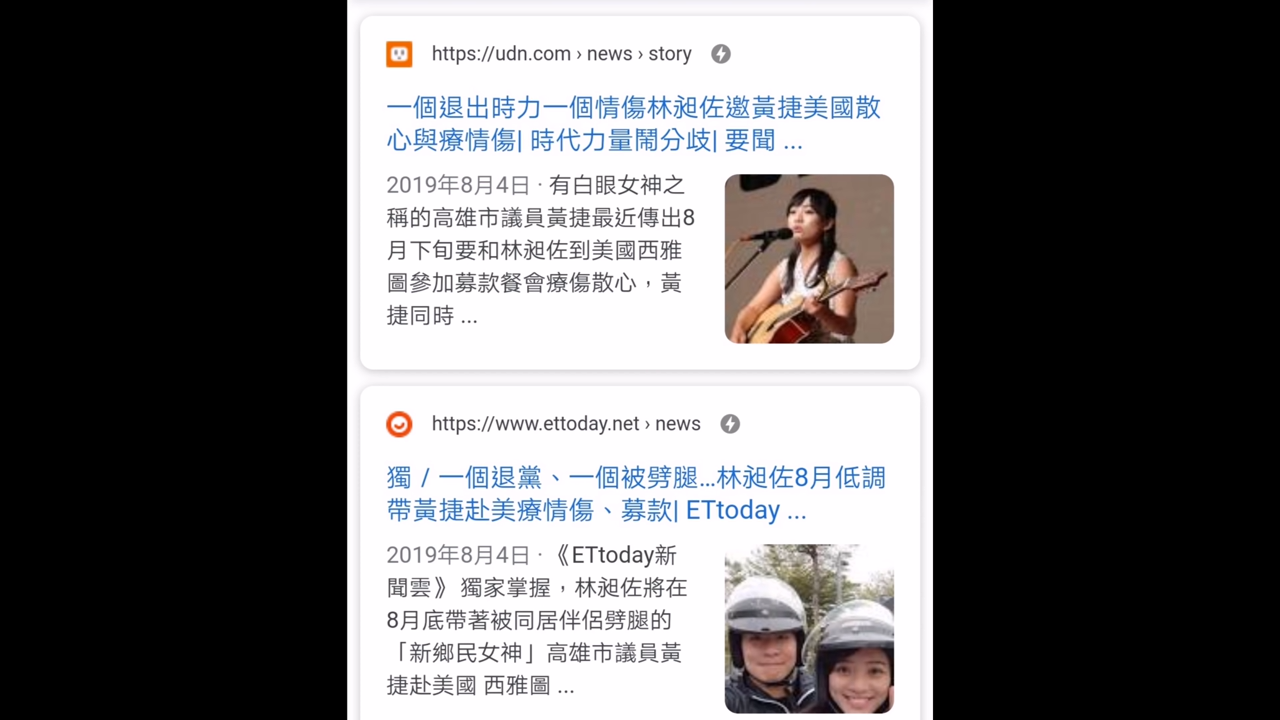 https://udn.com › news › story
一個退出時力一個情傷林昶佐邀黃捷美國散
心與療情傷| 時代力量鬧分歧| 要聞 ...
2019年8月4日 · 有白眼女神之
稱的高雄市議員黃捷最近傳出8
月下旬要和林昶佐到美國西雅
圖參加募款餐會療傷散心，黃
捷同時 ...
https://www.ettoday.net › news
獨／一個退黨、一個被劈腿…林昶佐8月低調
帶黃捷赴美療情傷、募款| ETtoday ...
2019年8月4日 · 《ETtoday新
聞雲》 獨家掌握，林昶佐將在
8月底帶著被同居伴侶劈腿的
「新鄉民女神」高雄市議員黃
捷赴美國 西雅圖 ...